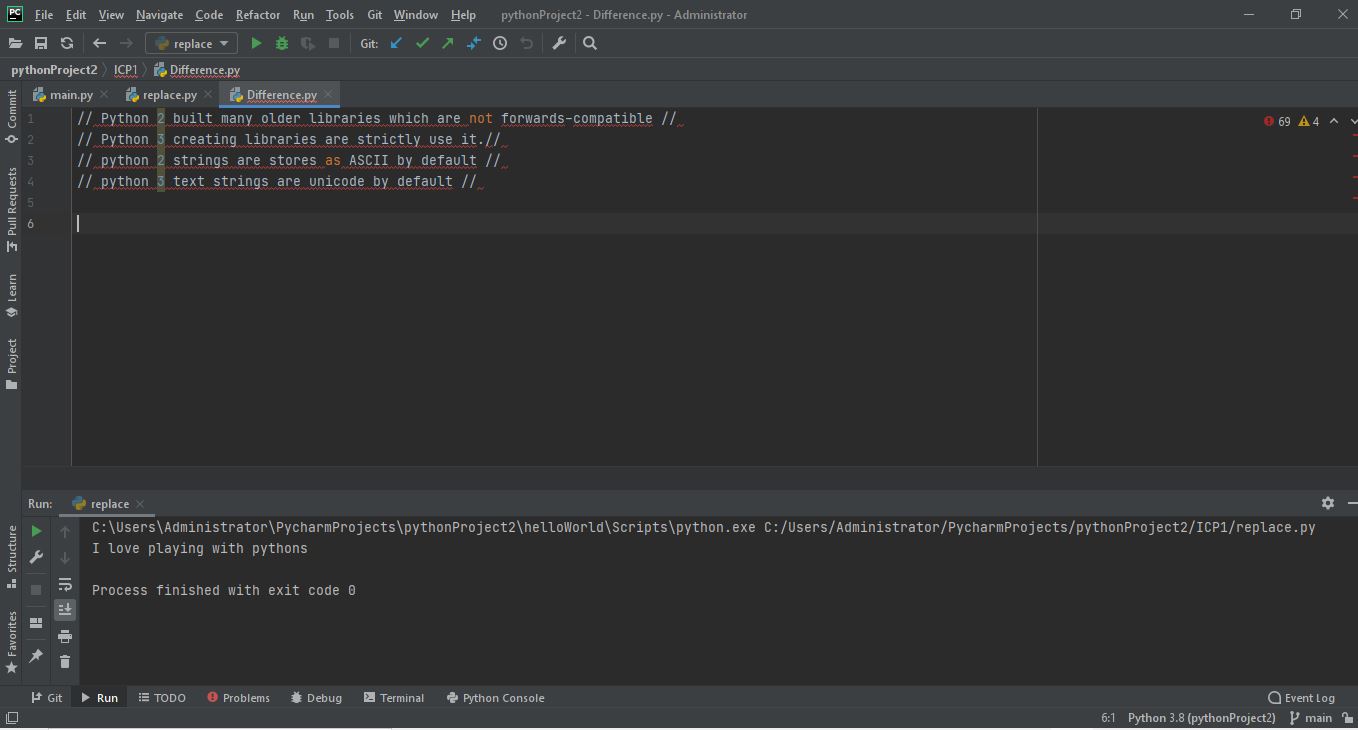 PC File Edit View Navigate Code Refactor Run Tools Git Window Help pythonProject2 - Difference.py - Administrator
replace Git:
pythonProject2 ICP1 Difference.py
main.py replace.py Difference.py
1 // Python 2 built many older libraries which are not forwards-compatible //
69 4
2 // Python 3 creating libraries are strictly use it.//
3 // python 2 strings are stores as ASCII by default //
4 // python 3 text strings are unicode by default //
5
6
Commit
Pull Requests
Learn
Project
Structure
Favorites
Run: replace
C:\Users\Administrator\PycharmProjects\pythonProject2\helloWorld\Scripts\python.exe C:/Users/Administrator/PycharmProjects/pythonProject2/ICP1/replace.py
I love playing with pythons
Process finished with exit code 0
Git Run TODO Problems Debug Terminal Python Console Event Log
6:1 Python 3.8 (pythonProject2) main